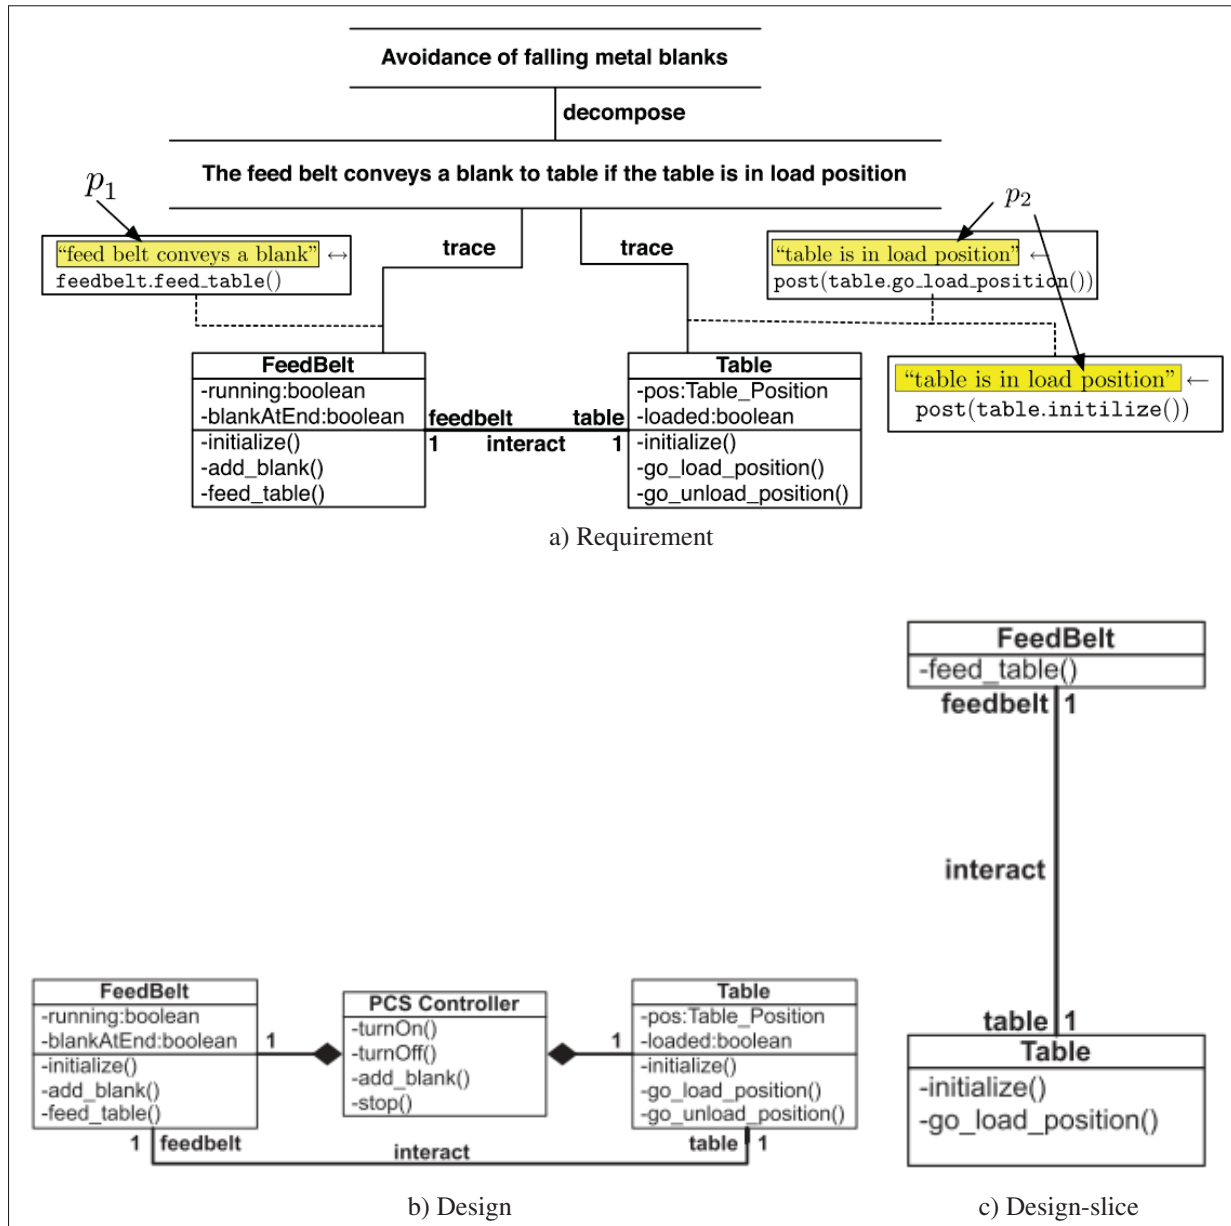 Avoidance of falling metal blanks
decompose
The feed belt conveys a blank to table if the table is in load position
p1
p2
trace
trace
“feed belt conveys a blank” ↔
feedbelt.feed_table()
“table is in load position” ←
post(table.go_load_position())
“table is in load position” ←
post(table.initilize())
FeedBelt
-running:boolean
-blankAtEnd:boolean
-initialize()
-add_blank()
-feed_table()
feedbelt table
1 interact 1
Table
-pos:Table_Position
-loaded:boolean
-initialize()
-go_load_position()
-go_unload_position()
a) Requirement
FeedBelt
-running:boolean
-blankAtEnd:boolean
-initialize()
-add_blank()
-feed_table()
1
PCS Controller
-turnOn()
-turnOff()
-add_blank()
-stop()
1
Table
-pos:Table_Position
-loaded:boolean
-initialize()
-go_load_position()
-go_unload_position()
1 feedbelt
interact
table 1
b) Design
FeedBelt
-feed_table()
feedbelt 1
interact
table 1
Table
-initialize()
-go_load_position()
c) Design-slice